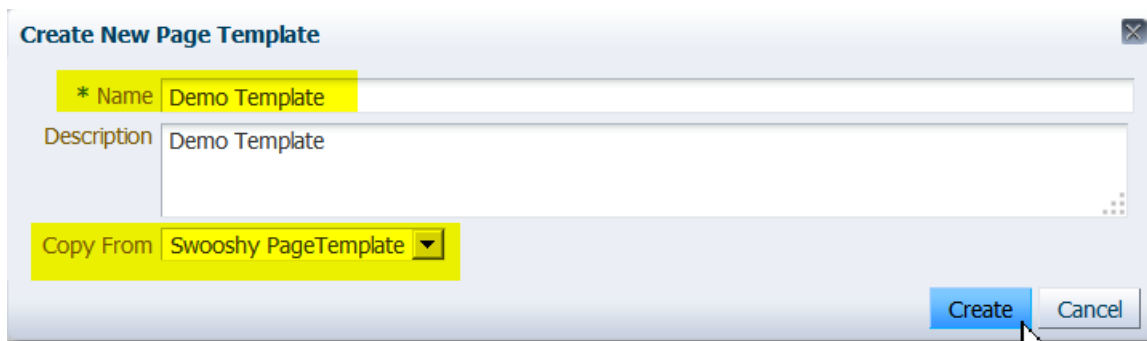 Create New Page Template
* Name Demo Template
Description Demo Template
Copy From Swooshy PageTemplate
Create Cancel